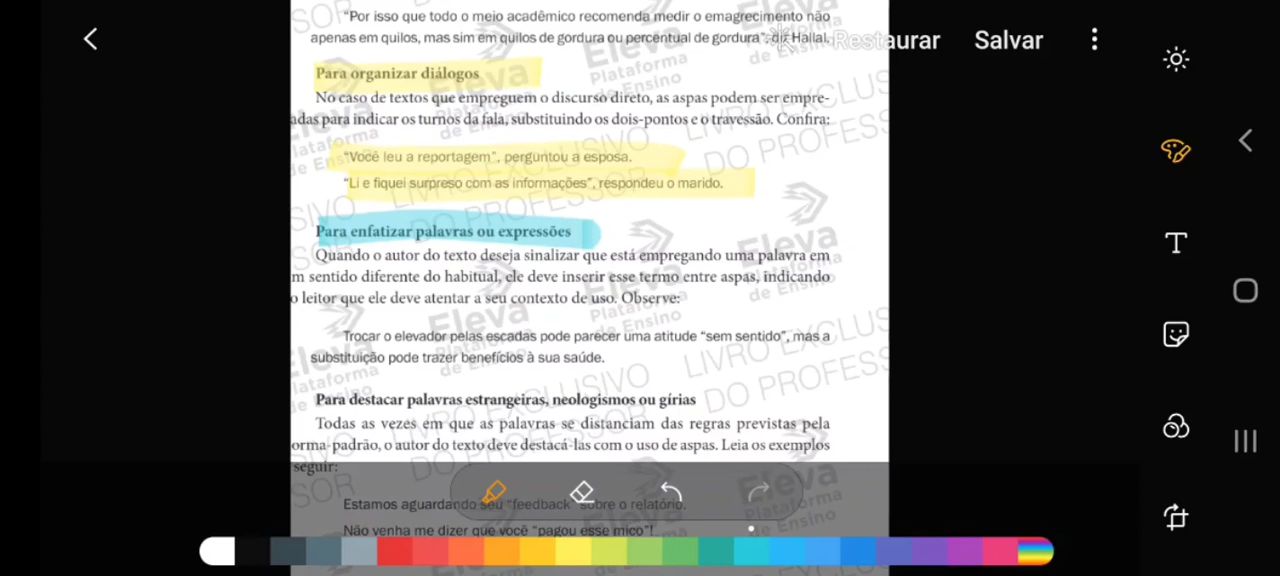 “Por isso que todo o meio acadêmico recomenda medir o emagrecimento não
apenas em quilos, mas sim em quilos de gordura ou percentual de gordura”, diz Hallal.
Restaurar
Salvar
Para organizar diálogos
No caso de textos que empreguem o discurso direto, as aspas podem ser empre-
adas para indicar os turnos da fala, substituindo os dois-pontos e o travessão. Confira:
“Você leu a reportagem”, perguntou a esposa.
“Li e fiquei surpreso com as informações”, respondeu o marido.
Para enfatizar palavras ou expressões
Quando o autor do texto deseja sinalizar que está empregando uma palavra em
m sentido diferente do habitual, ele deve inserir esse termo entre aspas, indicando
o leitor que ele deve atentar a seu contexto de uso. Observe:
Trocar o elevador pelas escadas pode parecer uma atitude “sem sentido”, mas a
substituição pode trazer benefícios à sua saúde.
Para destacar palavras estrangeiras, neologismos ou gírias
Todas as vezes em que as palavras se distanciam das regras previstas pela
orma-padrão, o autor do texto deve destacá-las com o uso de aspas. Leia os exemplos
seguir:
Estamos aguardando seu “feedback” sobre o relatório.
Não venha me dizer que você “pagou esse mico”!
Eleva
Plataforma
de Ensino
LIVRO EXCLUSIVO
DO PROFESSOR